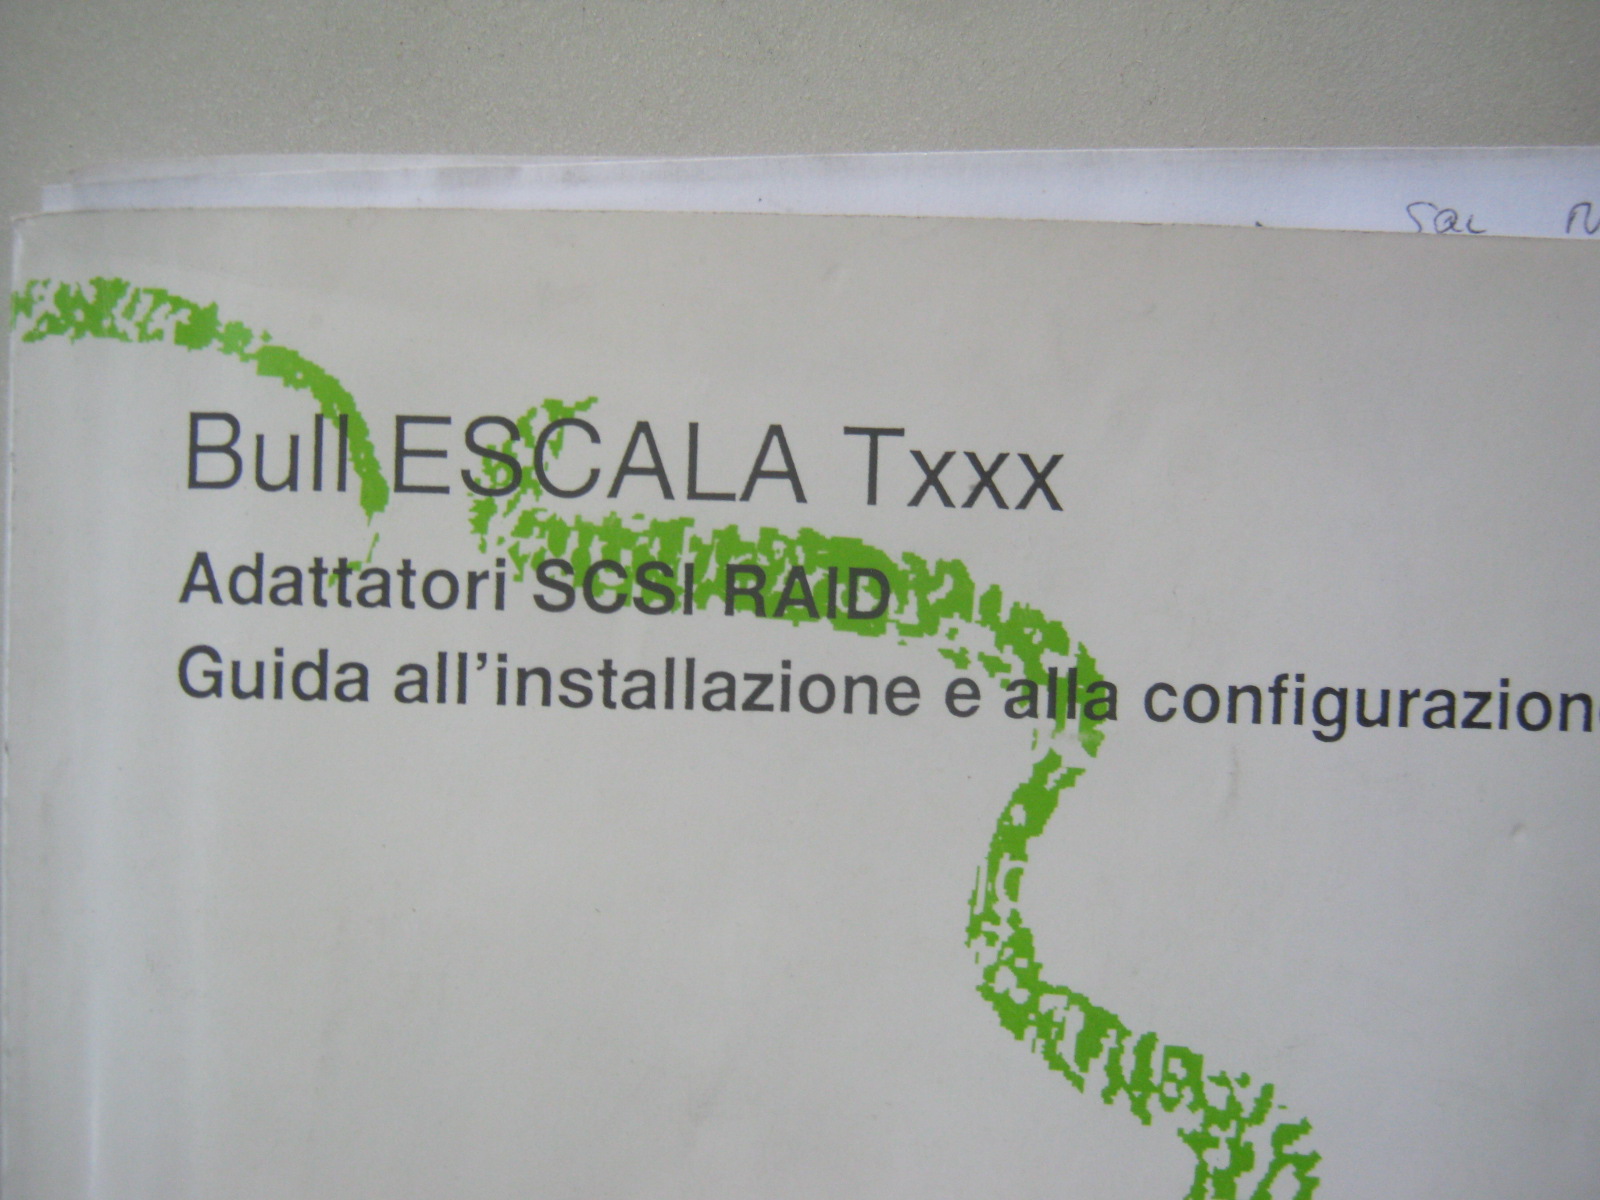 Bull ESCALA Txxx
Adattatori SCSI RAID
Guida all'installazione e alla configurazion